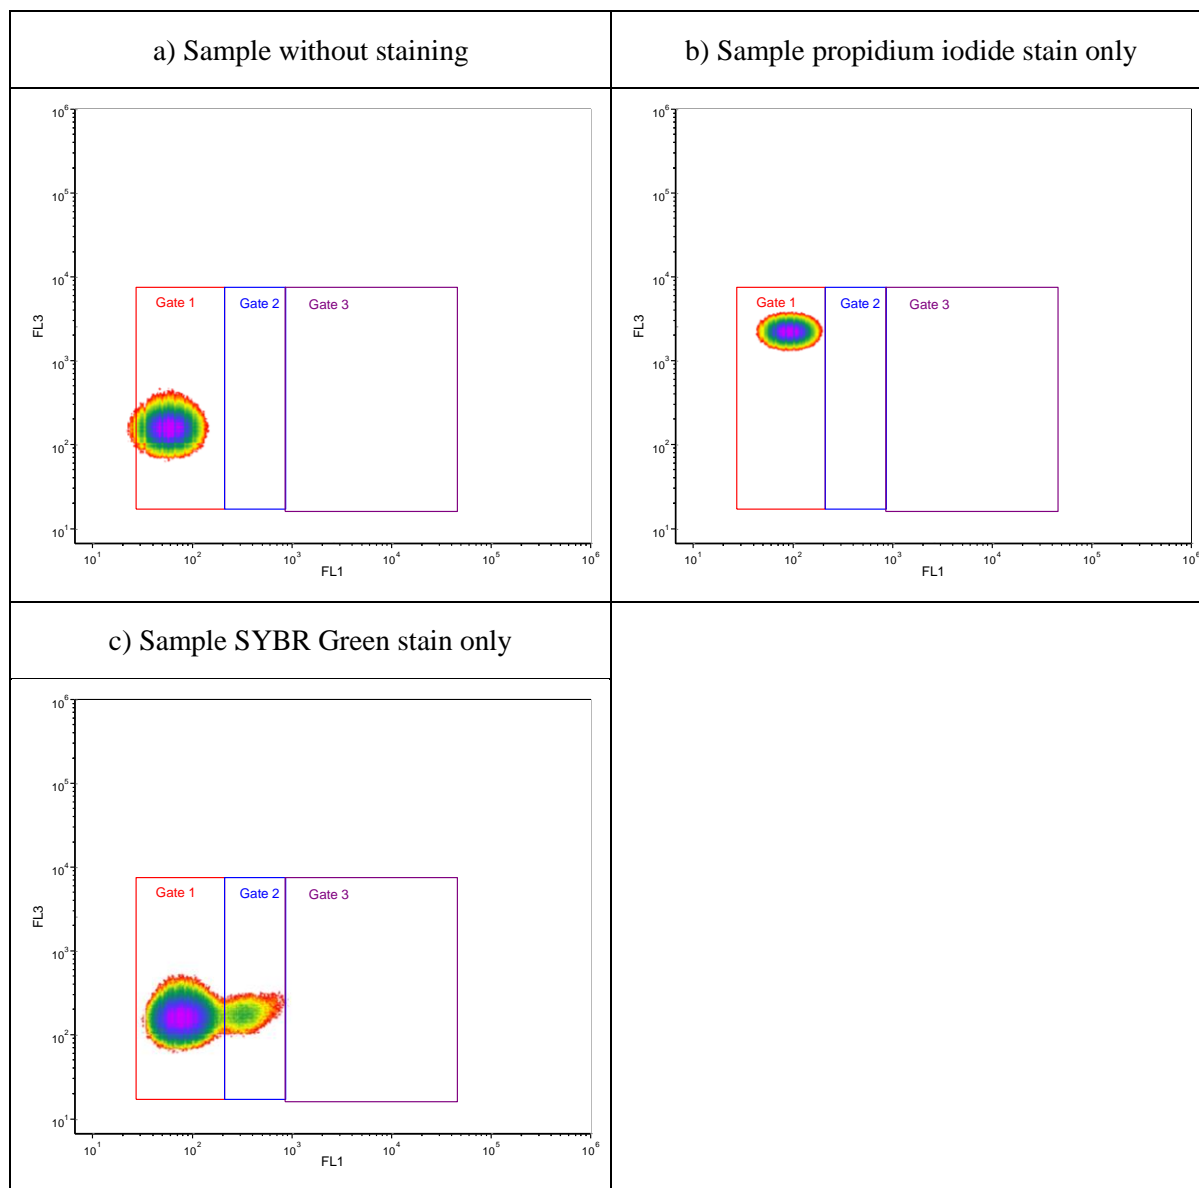 a) Sample without staining
b) Sample propidium iodide stain only
10⁶
10⁵
10⁴
10³
10²
10¹
FL3
Gate 1
Gate 2
Gate 3
10¹ 10² 10³ 10⁴ 10⁵ 10⁶
FL1
10⁶
10⁵
10⁴
10³
10²
10¹
FL3
Gate 1
Gate 2
Gate 3
10¹ 10² 10³ 10⁴ 10⁵ 10⁶
FL1
c) Sample SYBR Green stain only
10⁶
10⁵
10⁴
10³
10²
10¹
FL3
Gate 1
Gate 2
Gate 3
10¹ 10² 10³ 10⁴ 10⁵ 10⁶
FL1